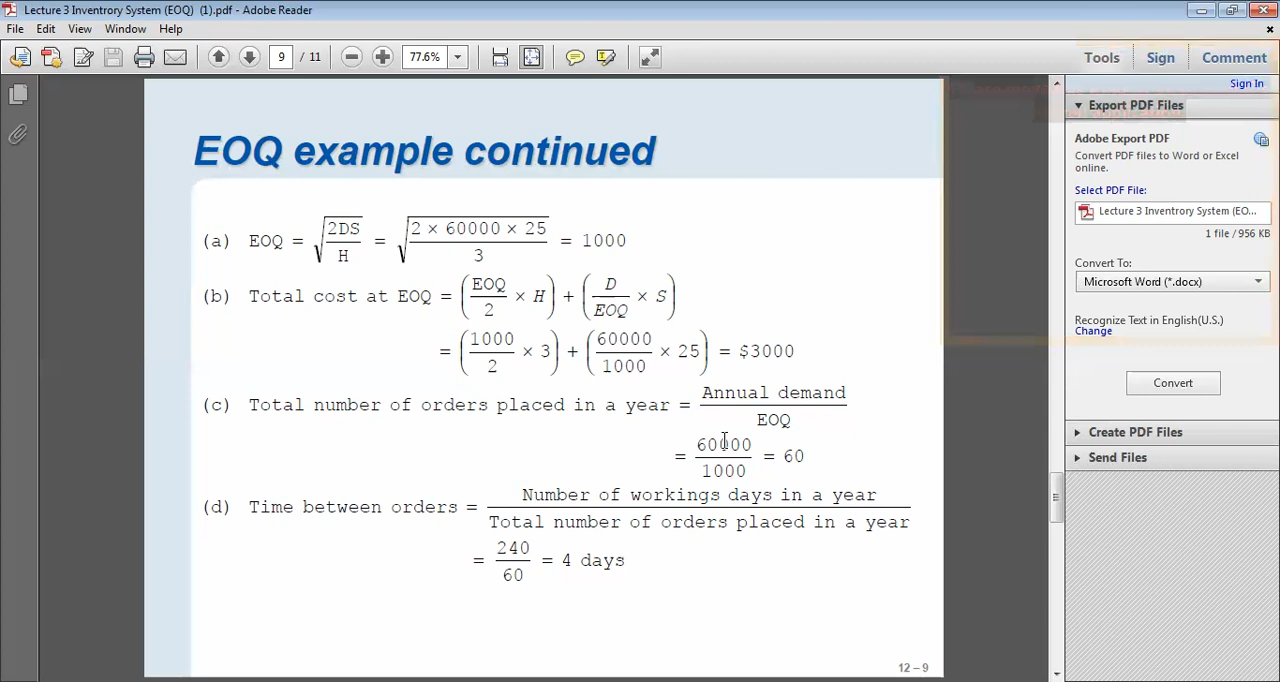 Lecture 3 Inventrory System (EOQ) (1).pdf - Adobe Reader
File Edit View Window Help
9 / 11 77.6% Tools Sign Comment
Sign In
Export PDF Files
Adobe Export PDF
Convert PDF files to Word or Excel
online.
Select PDF File:
Lecture 3 Inventrory System (EO...
1 file / 956 KB
Convert To:
Microsoft Word (*.docx)
Recognize Text in English(U.S.)
Change
Convert
Create PDF Files
Send Files
EOQ example continued
(a) EOQ = √(2DS / H) = √(2 × 60000 × 25 / 3) = 1000
(b) Total cost at EOQ = (EOQ / 2 × H) + (D / EOQ × S)
= (1000 / 2 × 3) + (60000 / 1000 × 25) = $3000
(c) Total number of orders placed in a year = Annual demand / EOQ
= 60000 / 1000 = 60
(d) Time between orders = Number of workings days in a year / Total number of orders placed in a year
= 240 / 60 = 4 days
12 – 9